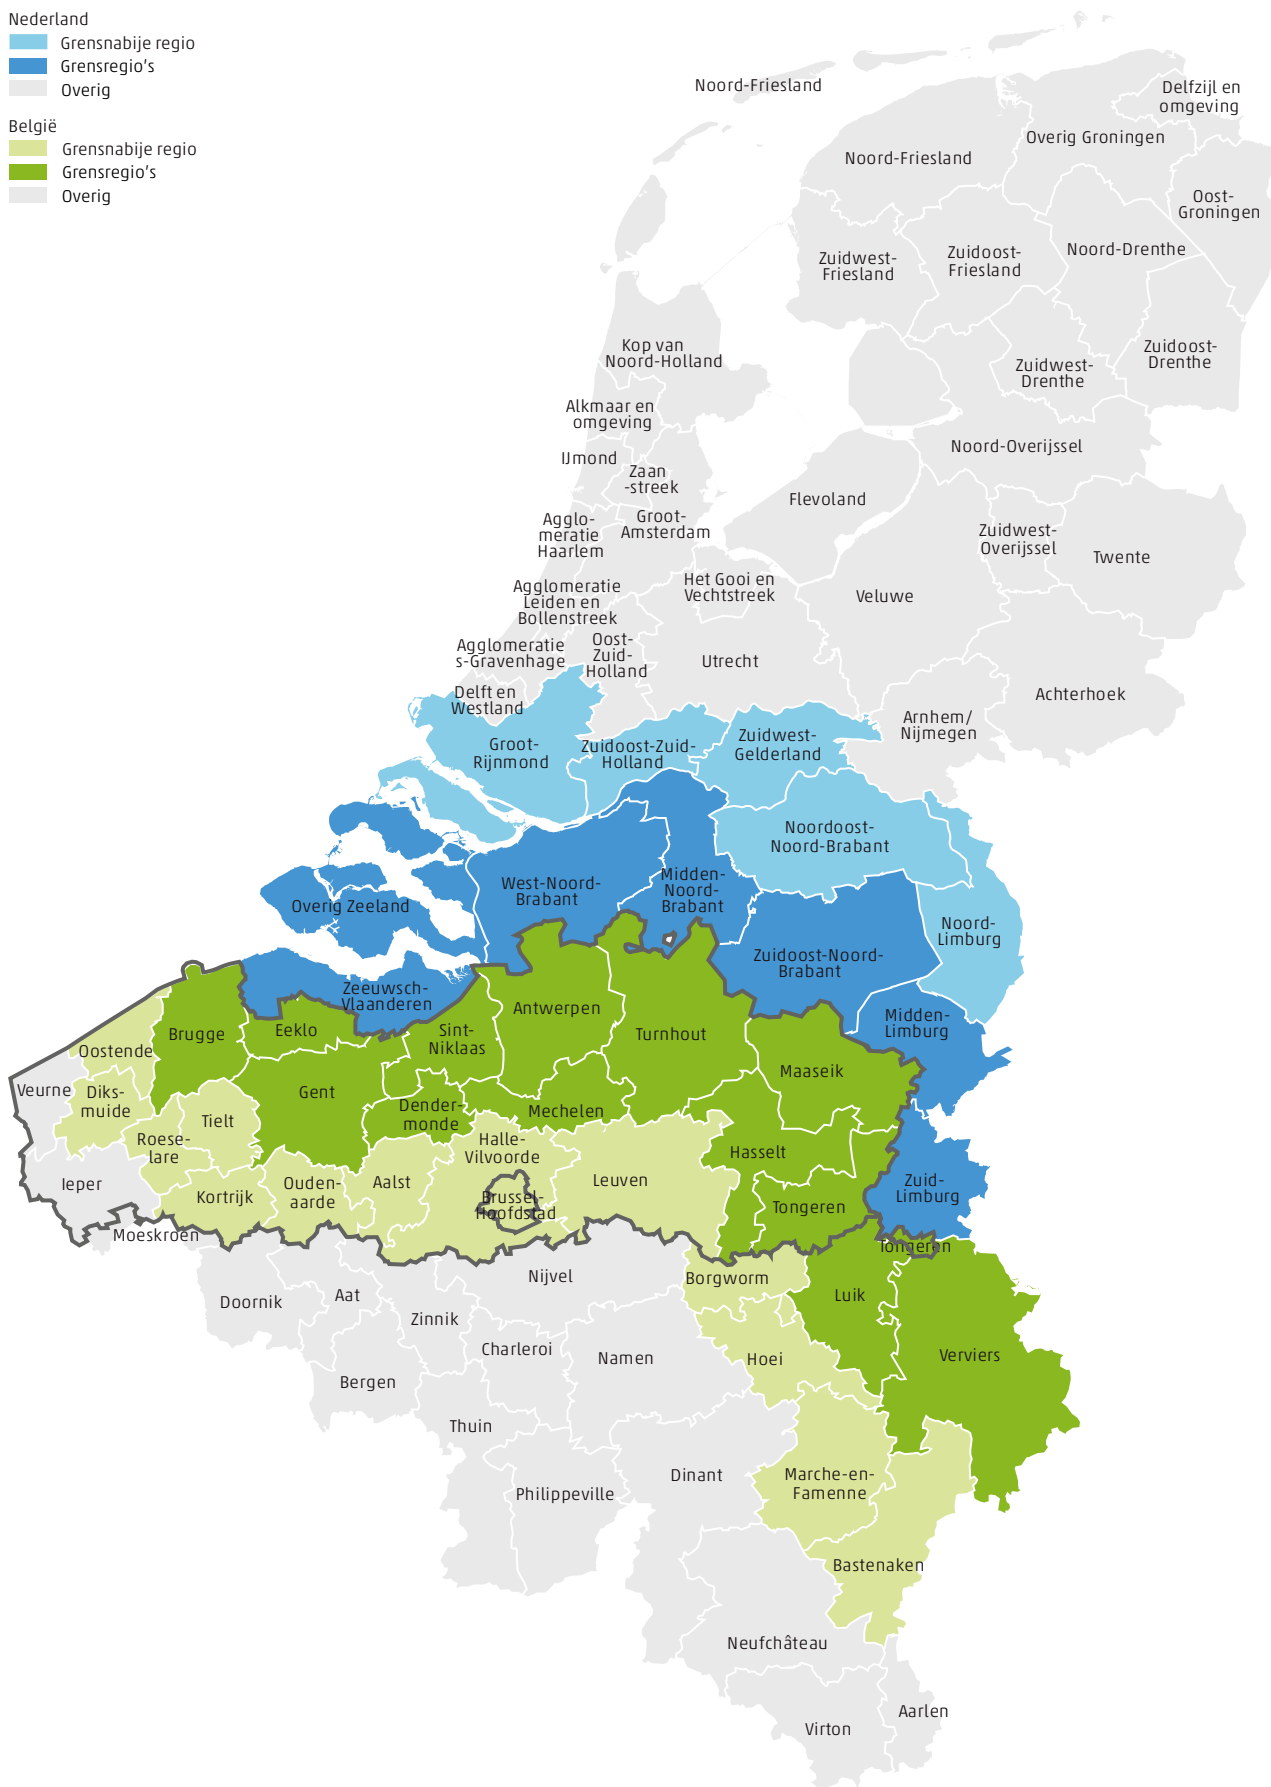 Nederland
Grensnabije regio
Grensregio's
Overig
België
Grensnabije regio
Grensregio's
Overig
Noord-Friesland
Delfzijl en
omgeving
Overig Groningen
Noord-Friesland
Oost-
Groningen
Zuidwest-
Friesland
Zuidoost-
Friesland
Noord-Drenthe
Kop van
Noord-Holland
Zuidwest-
Drenthe
Zuidoost-
Drenthe
Alkmaar en
omgeving
Noord-Overijssel
IJmond
Zaan
-streek
Flevoland
Agglo-
meratie
Haarlem
Groot-
Amsterdam
Zuidwest-
Overijssel
Twente
Agglomeratie
Leiden en
Bollenstreek
Het Gooi en
Vechtstreek
Veluwe
Agglomeratie
s-Gravenhage
Oost-
Zuid-
Holland
Utrecht
Delft en
Westland
Achterhoek
Arnhem/
Nijmegen
Groot-
Rijnmond
Zuidoost-Zuid-
Holland
Zuidwest-
Gelderland
Noordoost-
Noord-Brabant
West-Noord-
Brabant
Midden-
Noord-
Brabant
Overig Zeeland
Noord-
Limburg
Zuidoost-Noord-
Brabant
Zeeuwsch-
Vlaanderen
Midden-
Limburg
Antwerpen
Brugge
Eeklo
Sint-
Niklaas
Turnhout
Oostende
Maaseik
Veurne
Diks-
muide
Gent
Tielt
Dender-
monde
Mechelen
Roese-
lare
Halle-
Vilvoorde
Hasselt
Ieper
Kortrijk
Ouden-
aarde
Aalst
Leuven
Zuid-
Limburg
Brussel-
Hoofdstad
Tongeren
Moeskroen
Tongeren
Nijvel
Borgworm
Doornik
Aat
Luik
Zinnik
Charleroi
Namen
Hoei
Verviers
Bergen
Thuin
Dinant
Marche-en-
Famenne
Philippeville
Bastenaken
Neufchâteau
Aarlen
Virton